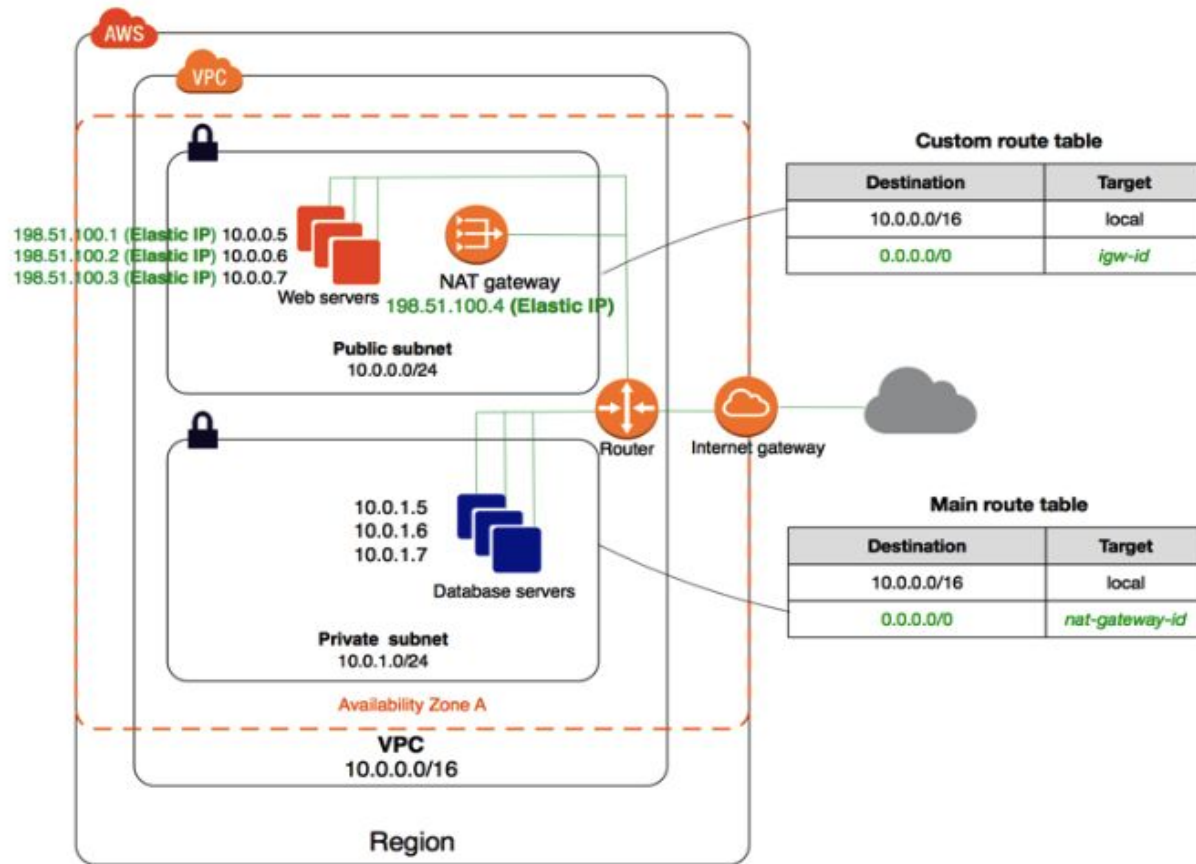 AWS
VPC
198.51.100.1 (Elastic IP) 10.0.0.5
198.51.100.2 (Elastic IP) 10.0.0.6
198.51.100.3 (Elastic IP) 10.0.0.7
Web servers
NAT gateway
198.51.100.4 (Elastic IP)
Public subnet
10.0.0.0/24
Custom route table
Destination Target
10.0.0.0/16 local
0.0.0.0/0 igw-id
Router
Internet gateway
10.0.1.5
10.0.1.6
10.0.1.7
Database servers
Private subnet
10.0.1.0/24
Main route table
Destination Target
10.0.0.0/16 local
0.0.0.0/0 nat-gateway-id
Availability Zone A
VPC
10.0.0.0/16
Region